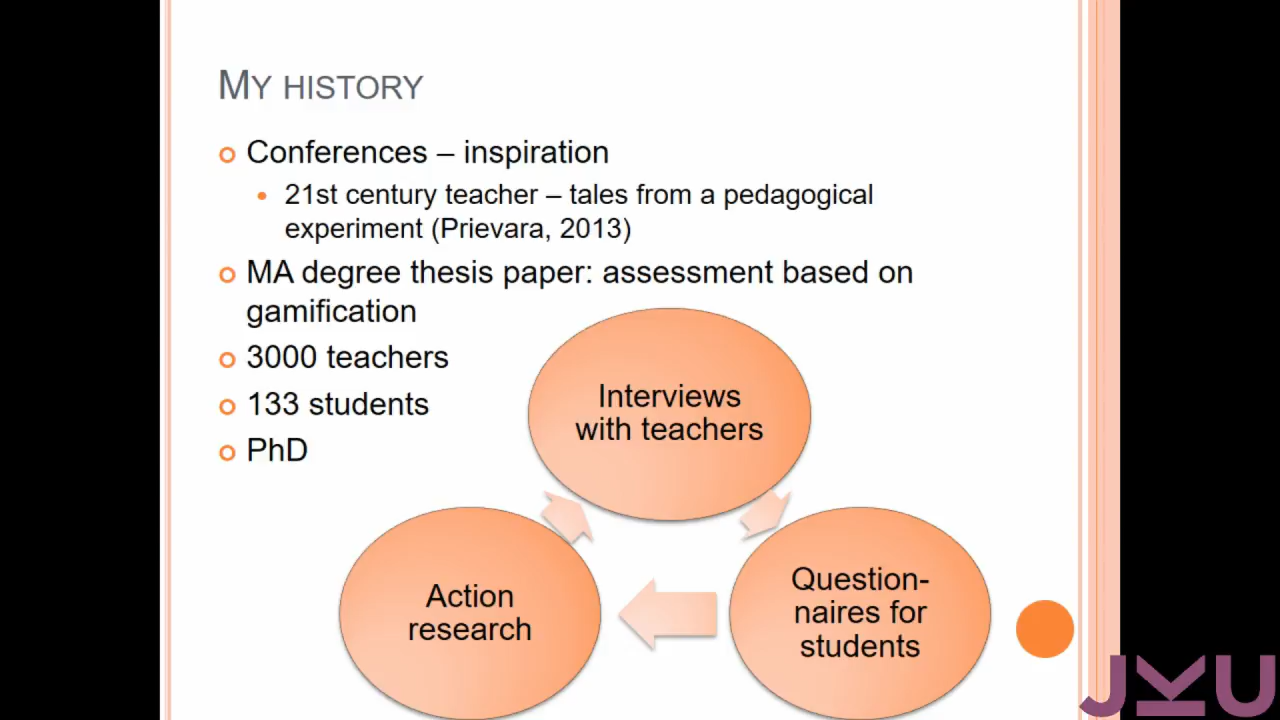 MY HISTORY
Conferences – inspiration
21st century teacher – tales from a pedagogical
experiment (Prievara, 2013)
MA degree thesis paper: assessment based on
gamification
3000 teachers
133 students
PhD
Interviews
with teachers
Question-
naires for
students
Action
research
JKU